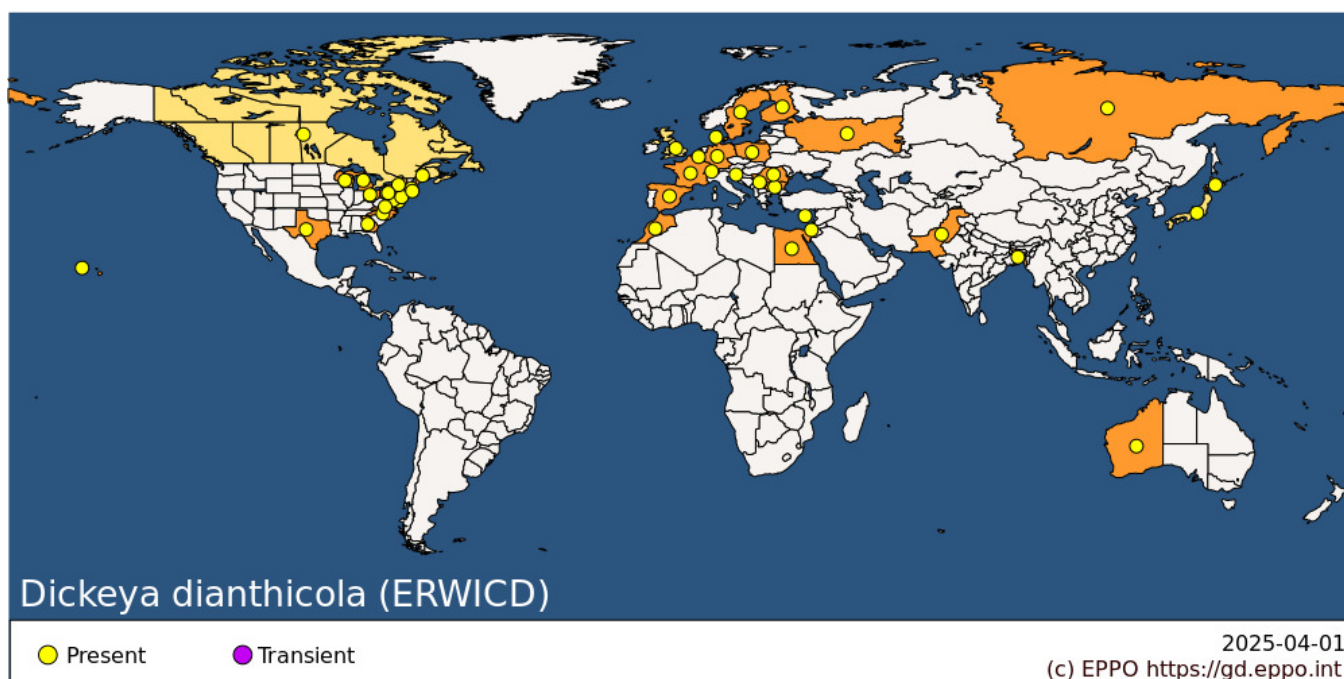 Dickeya dianthicola (ERWICD)
Present
Transient
2025-04-01
(c) EPPO https://gd.eppo.int